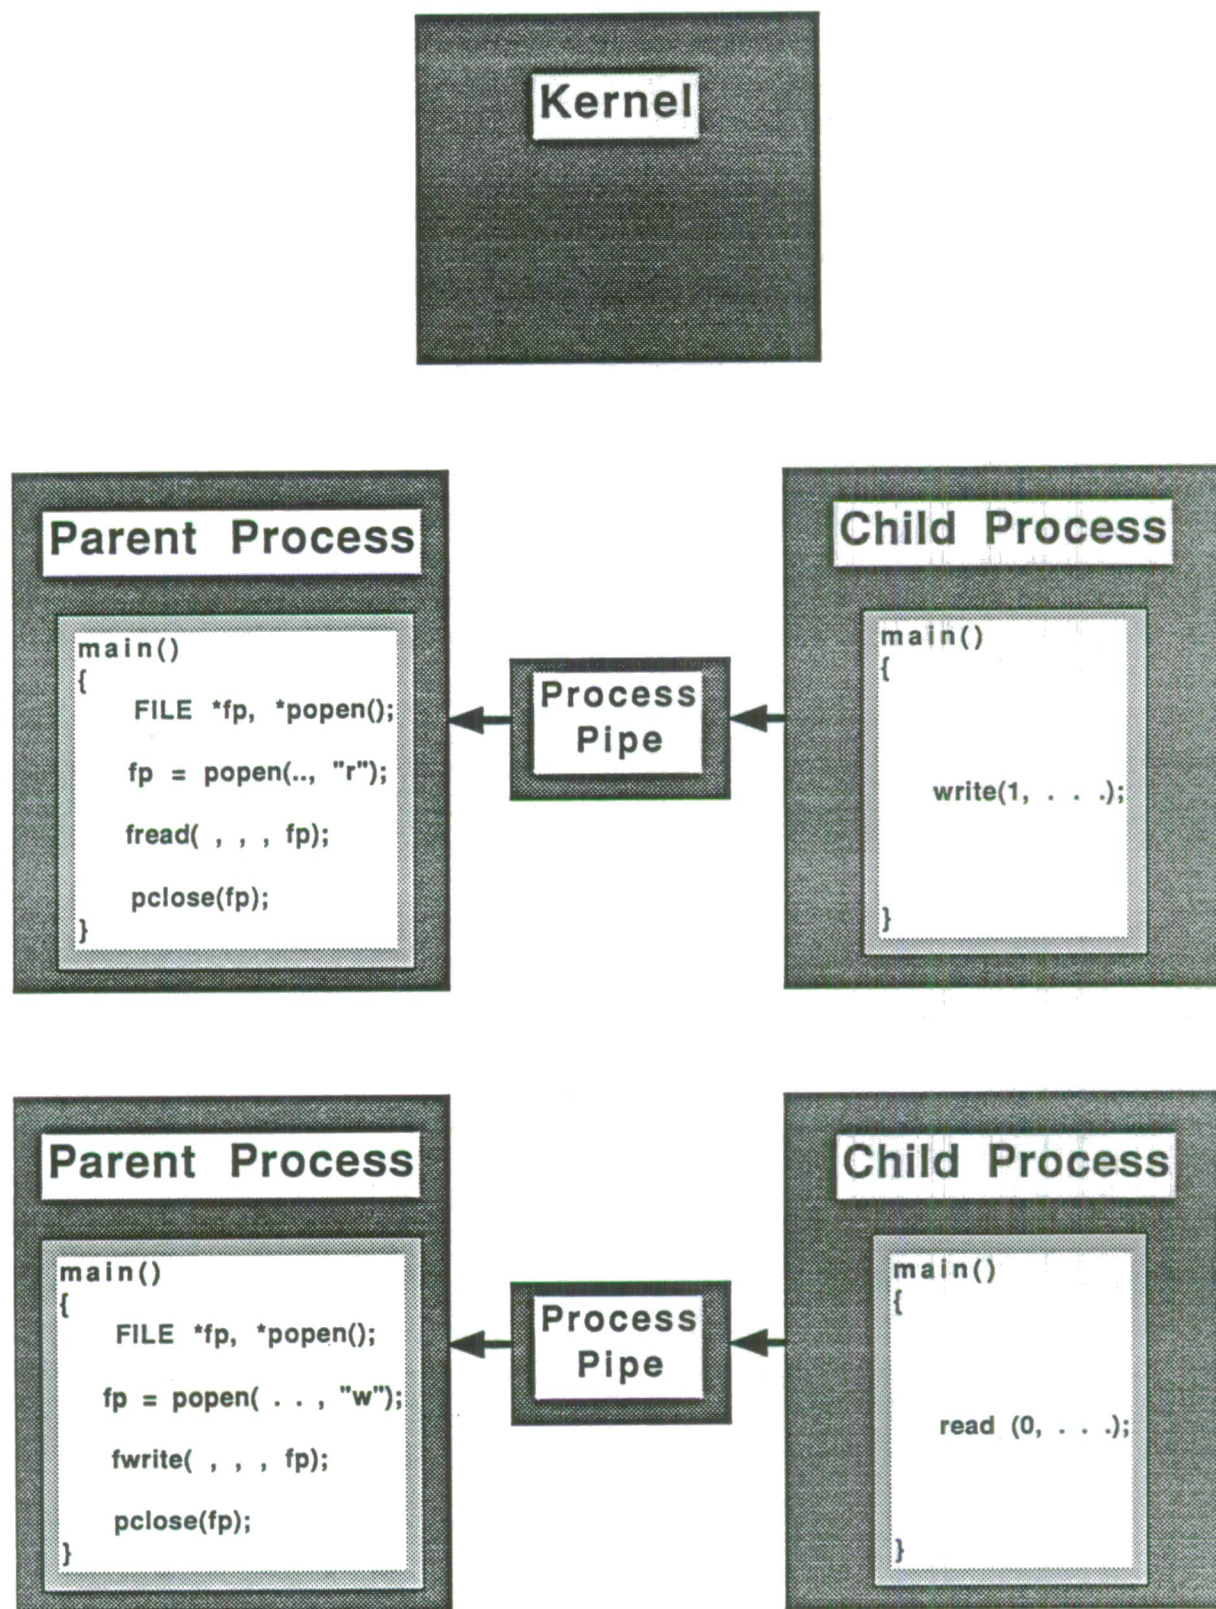 Kernel
Parent Process
main()
{
FILE *fp, *popen();
fp = popen(.., "r");
fread( , , , fp);
pclose(fp);
}
Process
Pipe
Child Process
main()
{
write(1, . . .);
}
Parent Process
main()
{
FILE *fp, *popen();
fp = popen( . . , "w");
fwrite( , , , fp);
pclose(fp);
}
Process
Pipe
Child Process
main()
{
read (0, . . .);
}